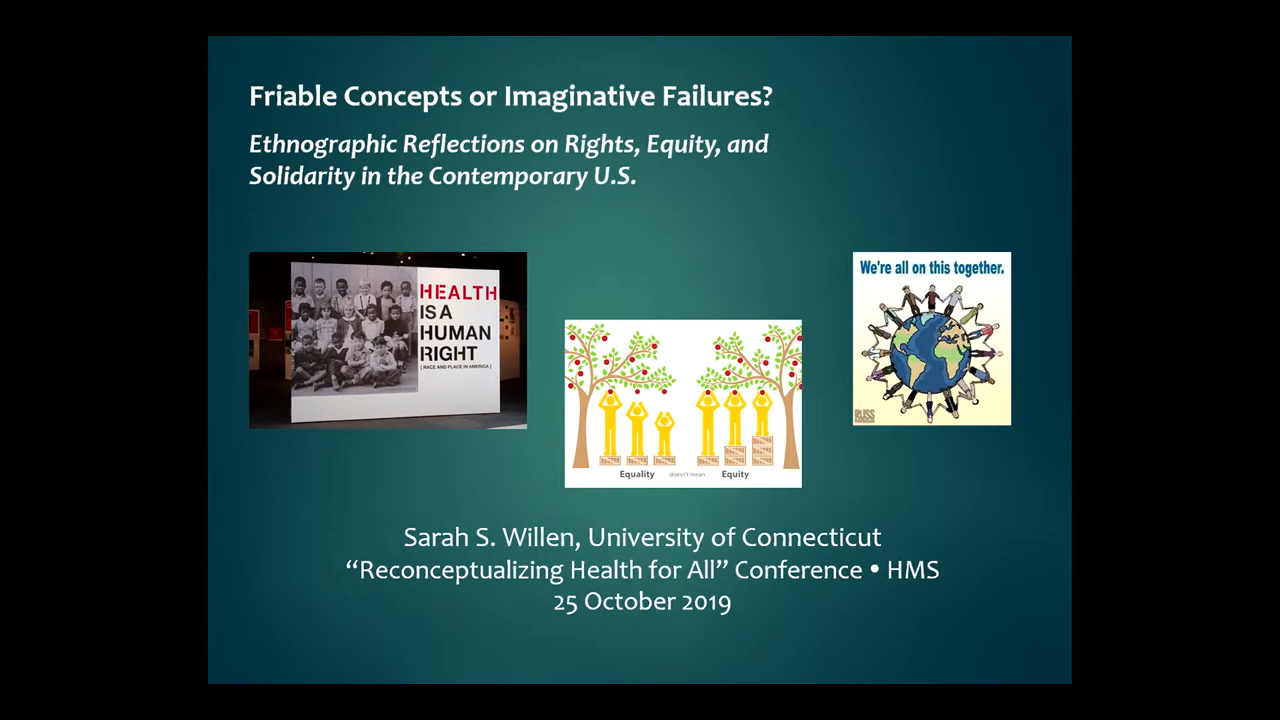 Friable Concepts or Imaginative Failures?
Ethnographic Reflections on Rights, Equity, and
Solidarity in the Contemporary U.S.
HEALTH
IS A
HUMAN
RIGHT
[ RACE AND PLACE IN AMERICA ]
Equality doesn't mean Equity
We're all on this together.
RUSS
Sarah S. Willen, University of Connecticut
“Reconceptualizing Health for All” Conference • HMS
25 October 2019